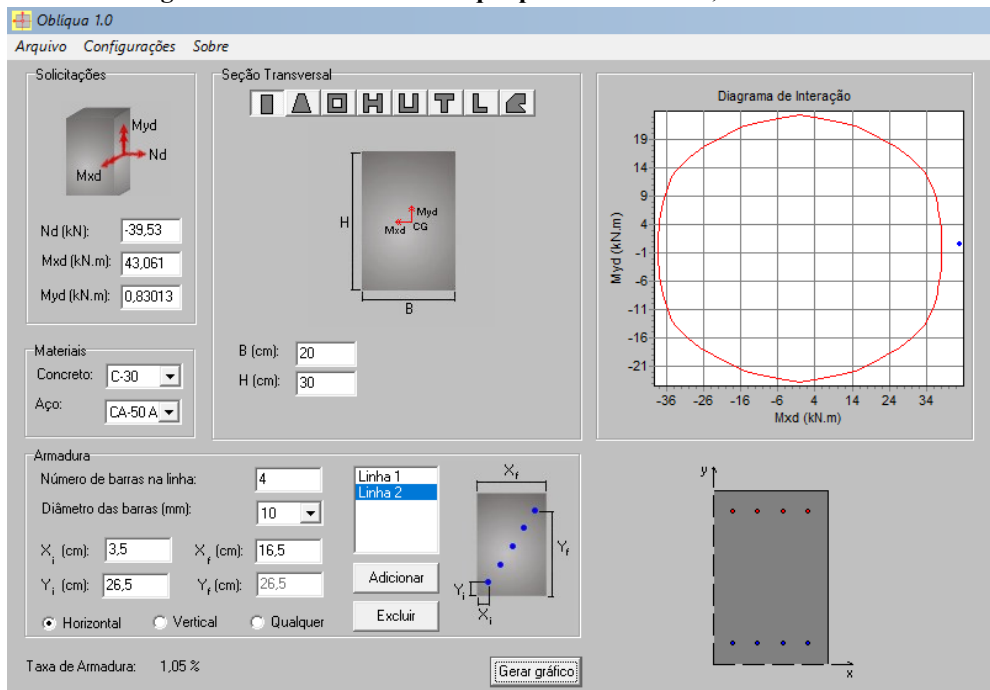 Oblíqua 1.0
Arquivo Configurações Sobre
Solicitações
Myd
Nd
Mxd
Nd (kN): -39,53
Mxd (kN.m): 43,061
Myd (kN.m): 0,83013
Materiais
Concreto: C-30
Aço: CA-50 A
Seção Transversal
H
Myd
Mxd CG
B
B (cm): 20
H (cm): 30
Diagrama de Interação
Myd (kN.m)
19
14
9
4
-1
-6
-11
-16
-21
-36 -26 -16 -6 4 14 24 34
Mxd (kN.m)
Armadura
Número de barras na linha: 4
Diâmetro das barras (mm): 10
Xi (cm): 3,5 Xf (cm): 16,5
Yi (cm): 26,5 Yf (cm): 26,5
Horizontal Vertical Qualquer
Linha 1
Linha 2
Adicionar
Excluir
Xf
Yf
Yi
Xi
Taxa de Armadura: 1,05 %
Gerar gráfico
y
x